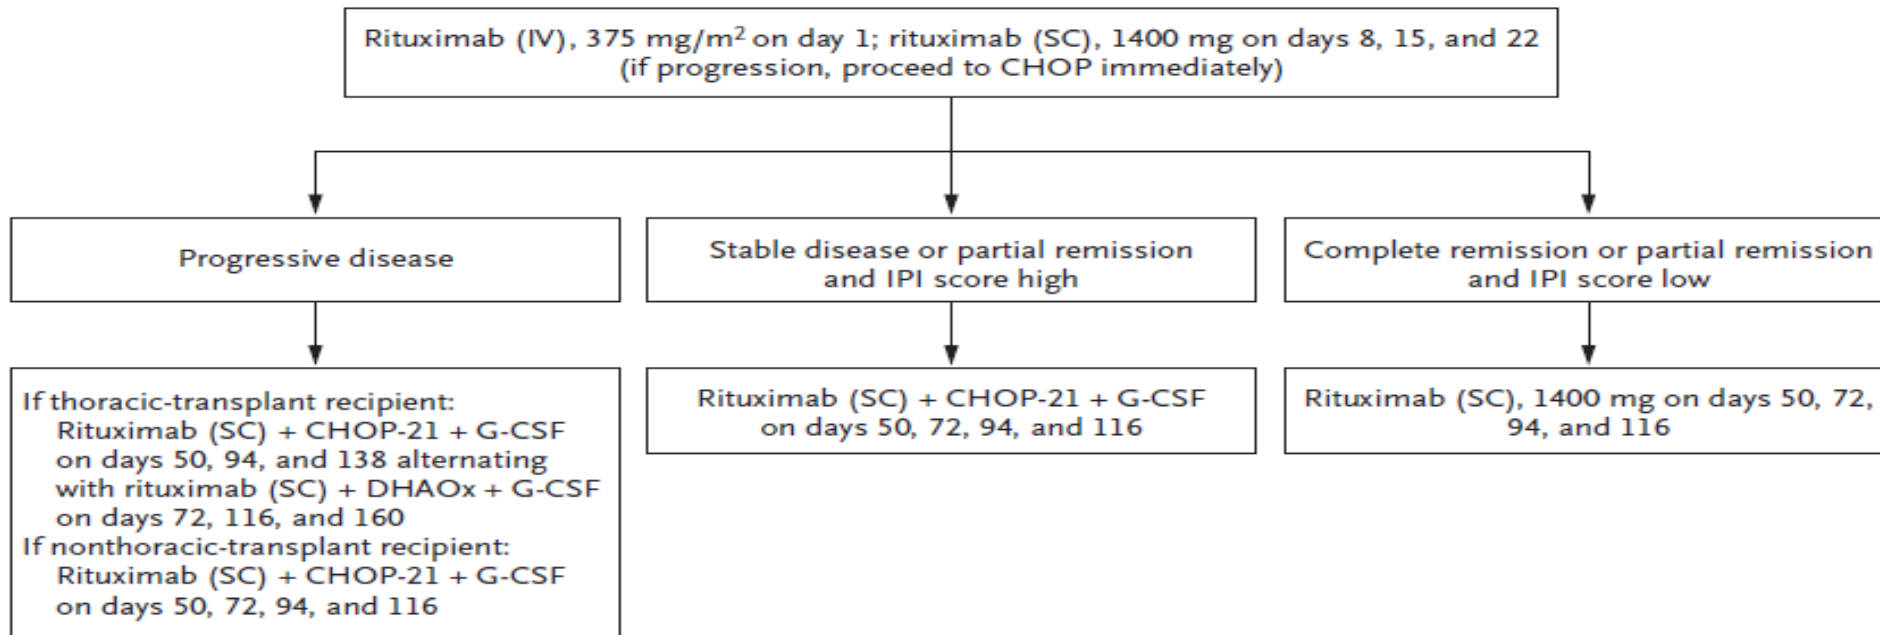 Rituximab (IV), 375 mg/m² on day 1; rituximab (SC), 1400 mg on days 8, 15, and 22
(if progression, proceed to CHOP immediately)
Progressive disease
Stable disease or partial remission
and IPI score high
Complete remission or partial remission
and IPI score low
If thoracic-transplant recipient:
Rituximab (SC) + CHOP-21 + G-CSF
on days 50, 94, and 138 alternating
with rituximab (SC) + DHAOx + G-CSF
on days 72, 116, and 160
If nonthoracic-transplant recipient:
Rituximab (SC) + CHOP-21 + G-CSF
on days 50, 72, 94, and 116
Rituximab (SC) + CHOP-21 + G-CSF
on days 50, 72, 94, and 116
Rituximab (SC), 1400 mg on days 50, 72,
94, and 116